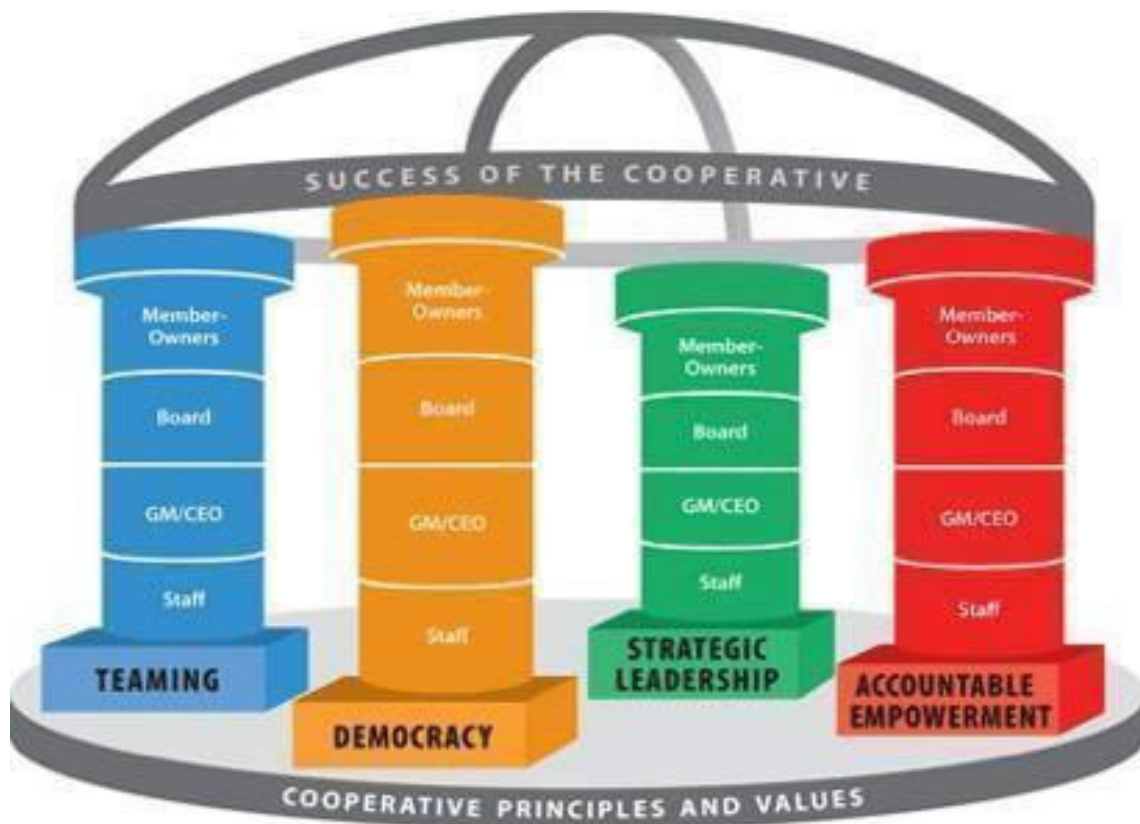 SUCCESS OF THE COOPERATIVE
Member-
Owners
Board
GM/CEO
Staff
TEAMING
Member-
Owners
Board
GM/CEO
Staff
DEMOCRACY
Member-
Owners
Board
GM/CEO
Staff
STRATEGIC
LEADERSHIP
Member-
Owners
Board
GM/CEO
Staff
ACCOUNTABLE
EMPOWERMENT
COOPERATIVE PRINCIPLES AND VALUES